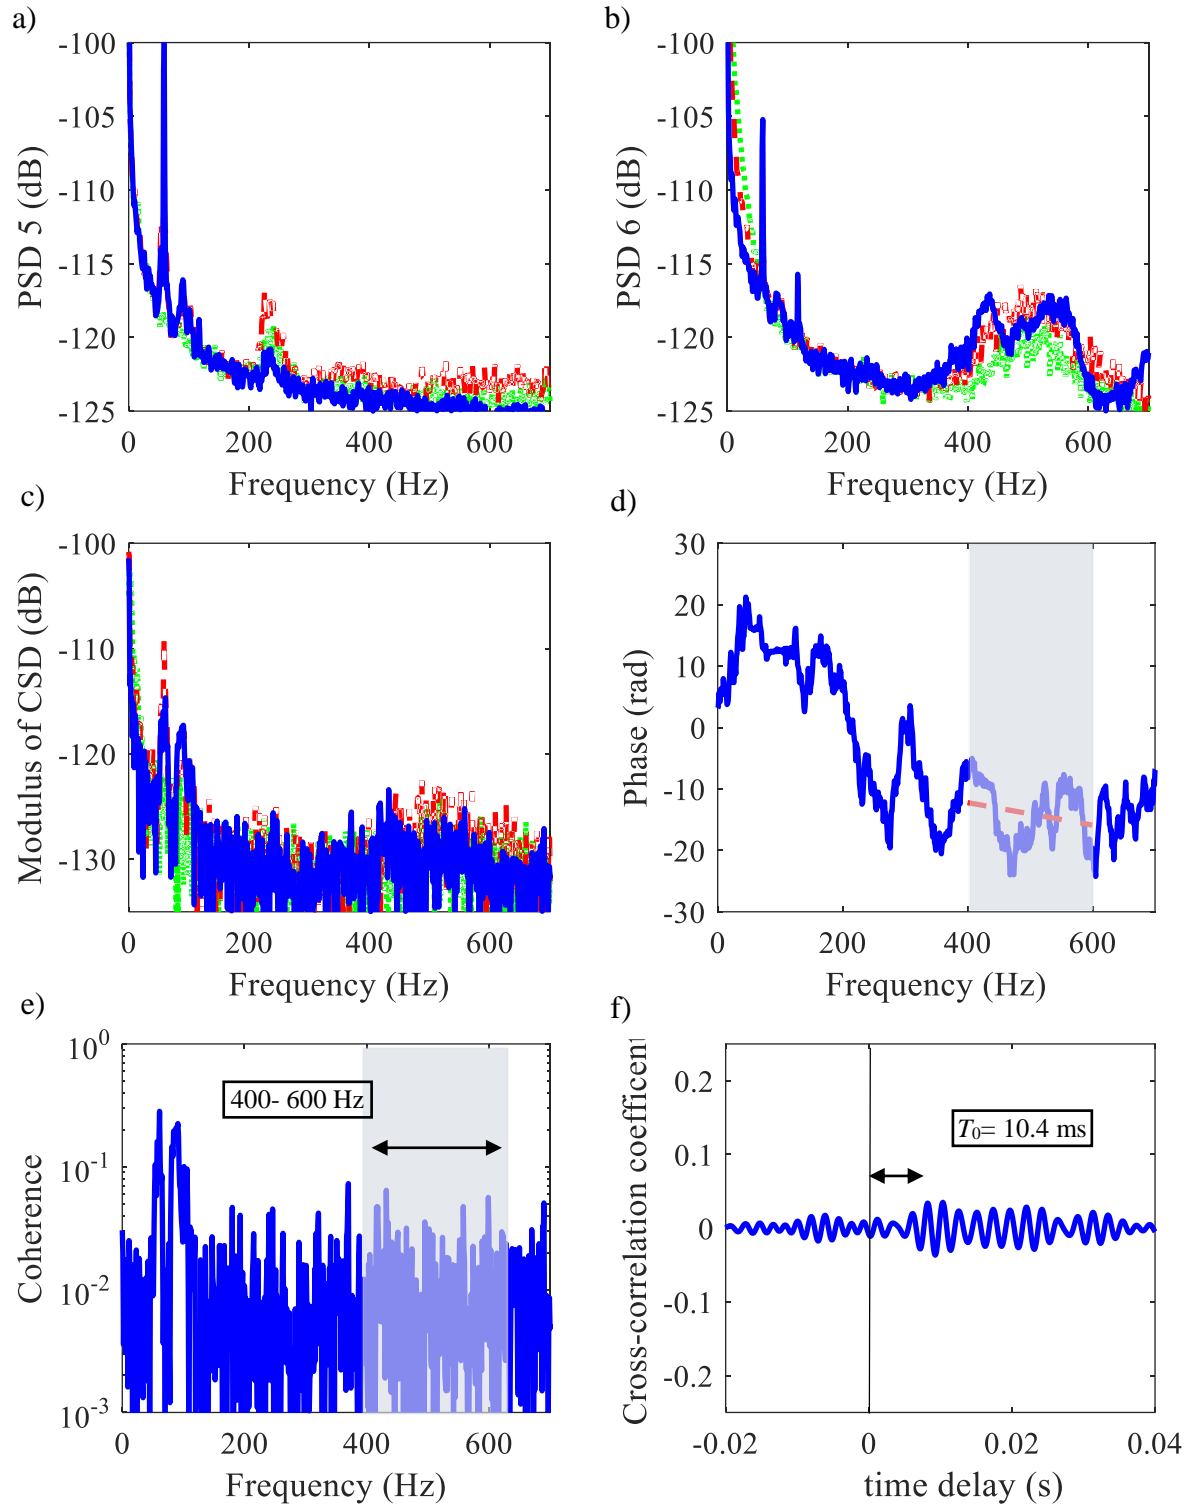 a)
-100
-105
-110
-115
-120
-125
PSD 5 (dB)
0 200 400 600
Frequency (Hz)
b)
-100
-105
-110
-115
-120
-125
PSD 6 (dB)
0 200 400 600
Frequency (Hz)
c)
-100
-110
-120
-130
Modulus of CSD (dB)
0 200 400 600
Frequency (Hz)
d)
30
20
10
0
-10
-20
-30
Phase (rad)
0 200 400 600
Frequency (Hz)
e)
10^0
10^-1
10^-2
10^-3
Coherence
400- 600 Hz
0 200 400 600
Frequency (Hz)
f)
0.2
0.1
0
-0.1
-0.2
Cross-correlation coefficent
T0= 10.4 ms
-0.02 0 0.02 0.04
time delay (s)